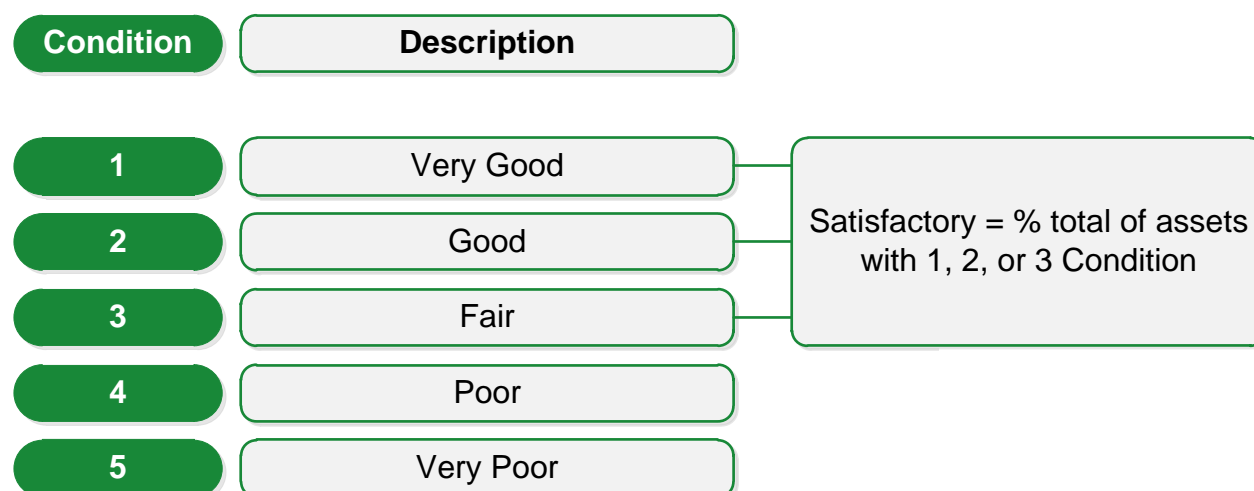 Condition Description
1 Very Good
2 Good
3 Fair
4 Poor
5 Very Poor
Satisfactory = % total of assets
with 1, 2, or 3 Condition